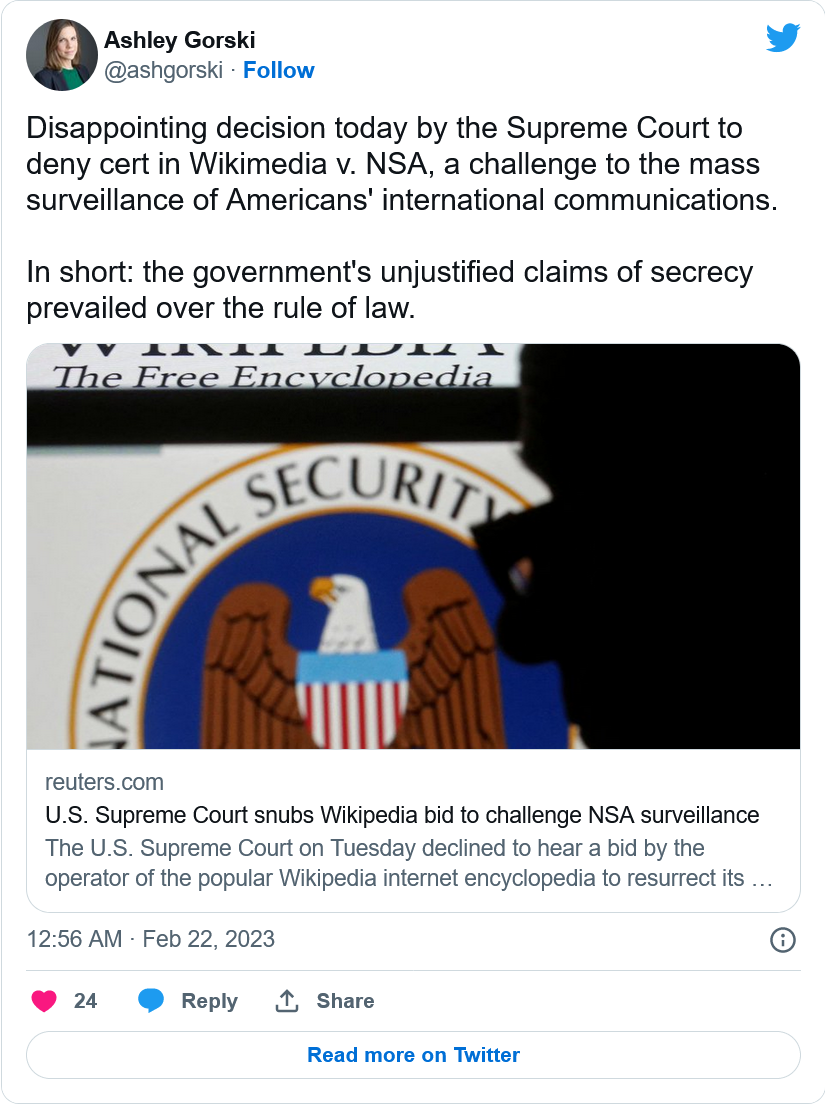 Ashley Gorski
@ashgorski · Follow
Disappointing decision today by the Supreme Court to
deny cert in Wikimedia v. NSA, a challenge to the mass
surveillance of Americans' international communications.
In short: the government's unjustified claims of secrecy
prevailed over the rule of law.
WIKIPEDIA
The Free Encyclopedia
NATIONAL SECURITY
reuters.com
U.S. Supreme Court snubs Wikipedia bid to challenge NSA surveillance
The U.S. Supreme Court on Tuesday declined to hear a bid by the
operator of the popular Wikipedia internet encyclopedia to resurrect its …
12:56 AM · Feb 22, 2023
24 Reply Share
Read more on Twitter